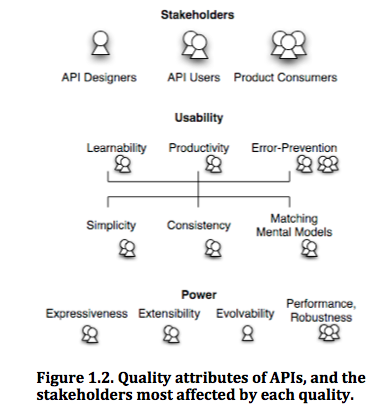 Stakeholders
API Designers API Users Product Consumers
Usability
Learnability Productivity Error-Prevention
Simplicity Consistency Matching
Mental Models
Power
Expressiveness Extensibility Evolvability Performance,
Robustness
Figure 1.2. Quality attributes of APIs, and the
stakeholders most affected by each quality.